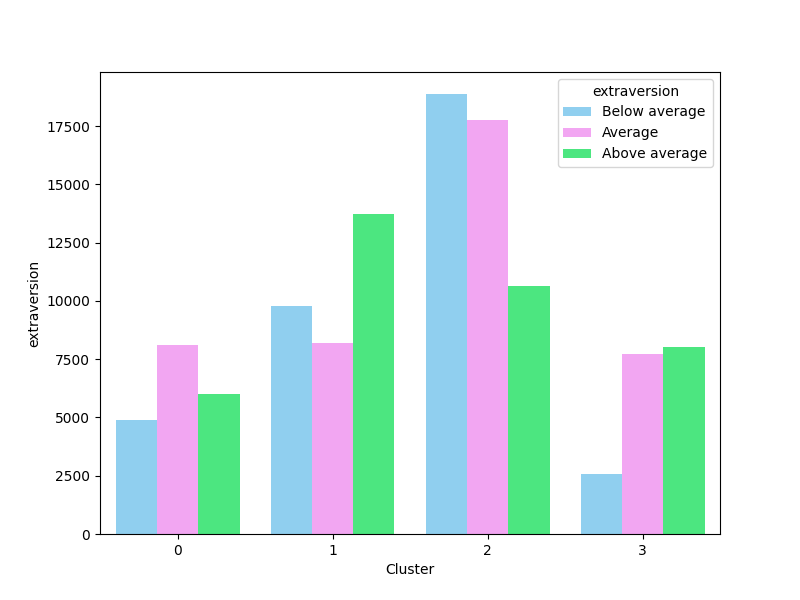 extraversion
Below average
Average
Above average
17500
15000
12500
10000
7500
5000
2500
0
extraversion
0 1 2 3
Cluster